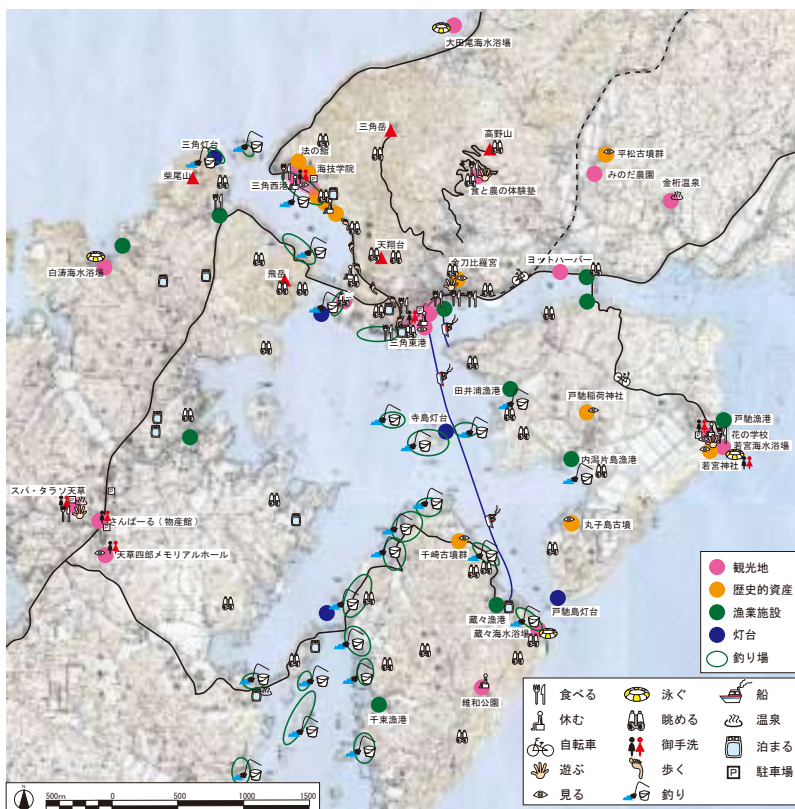 大田尾海水浴場
三角岳
高野山
三角灯台
法の館
海技学院
平松古墳群
柴尾山
三角西港
食と農の体験塾
みのだ農園
金桁温泉
白涛海水浴場
天翔台
金刀比羅宮
ヨットハーバー
飛岳
三角東港
田井浦漁港
戸馳稲荷神社
寺島灯台
戸馳漁港
花の学校
若宮海水浴場
若宮神社
内潟片島漁港
スパ・タラソ天草
さんぱーる(物産館)
丸子島古墳
天草四郎メモリアルホール
千崎古墳群
戸馳島灯台
蔵々漁港
蔵々海水浴場
維和公園
千束漁港
観光地
歴史的資産
漁業施設
灯台
釣り場
食べる
泳ぐ
船
休む
眺める
温泉
自転車
御手洗
泊まる
遊ぶ
歩く
P 駐車場
見る
釣り
N
500m 0 500 1000 1500